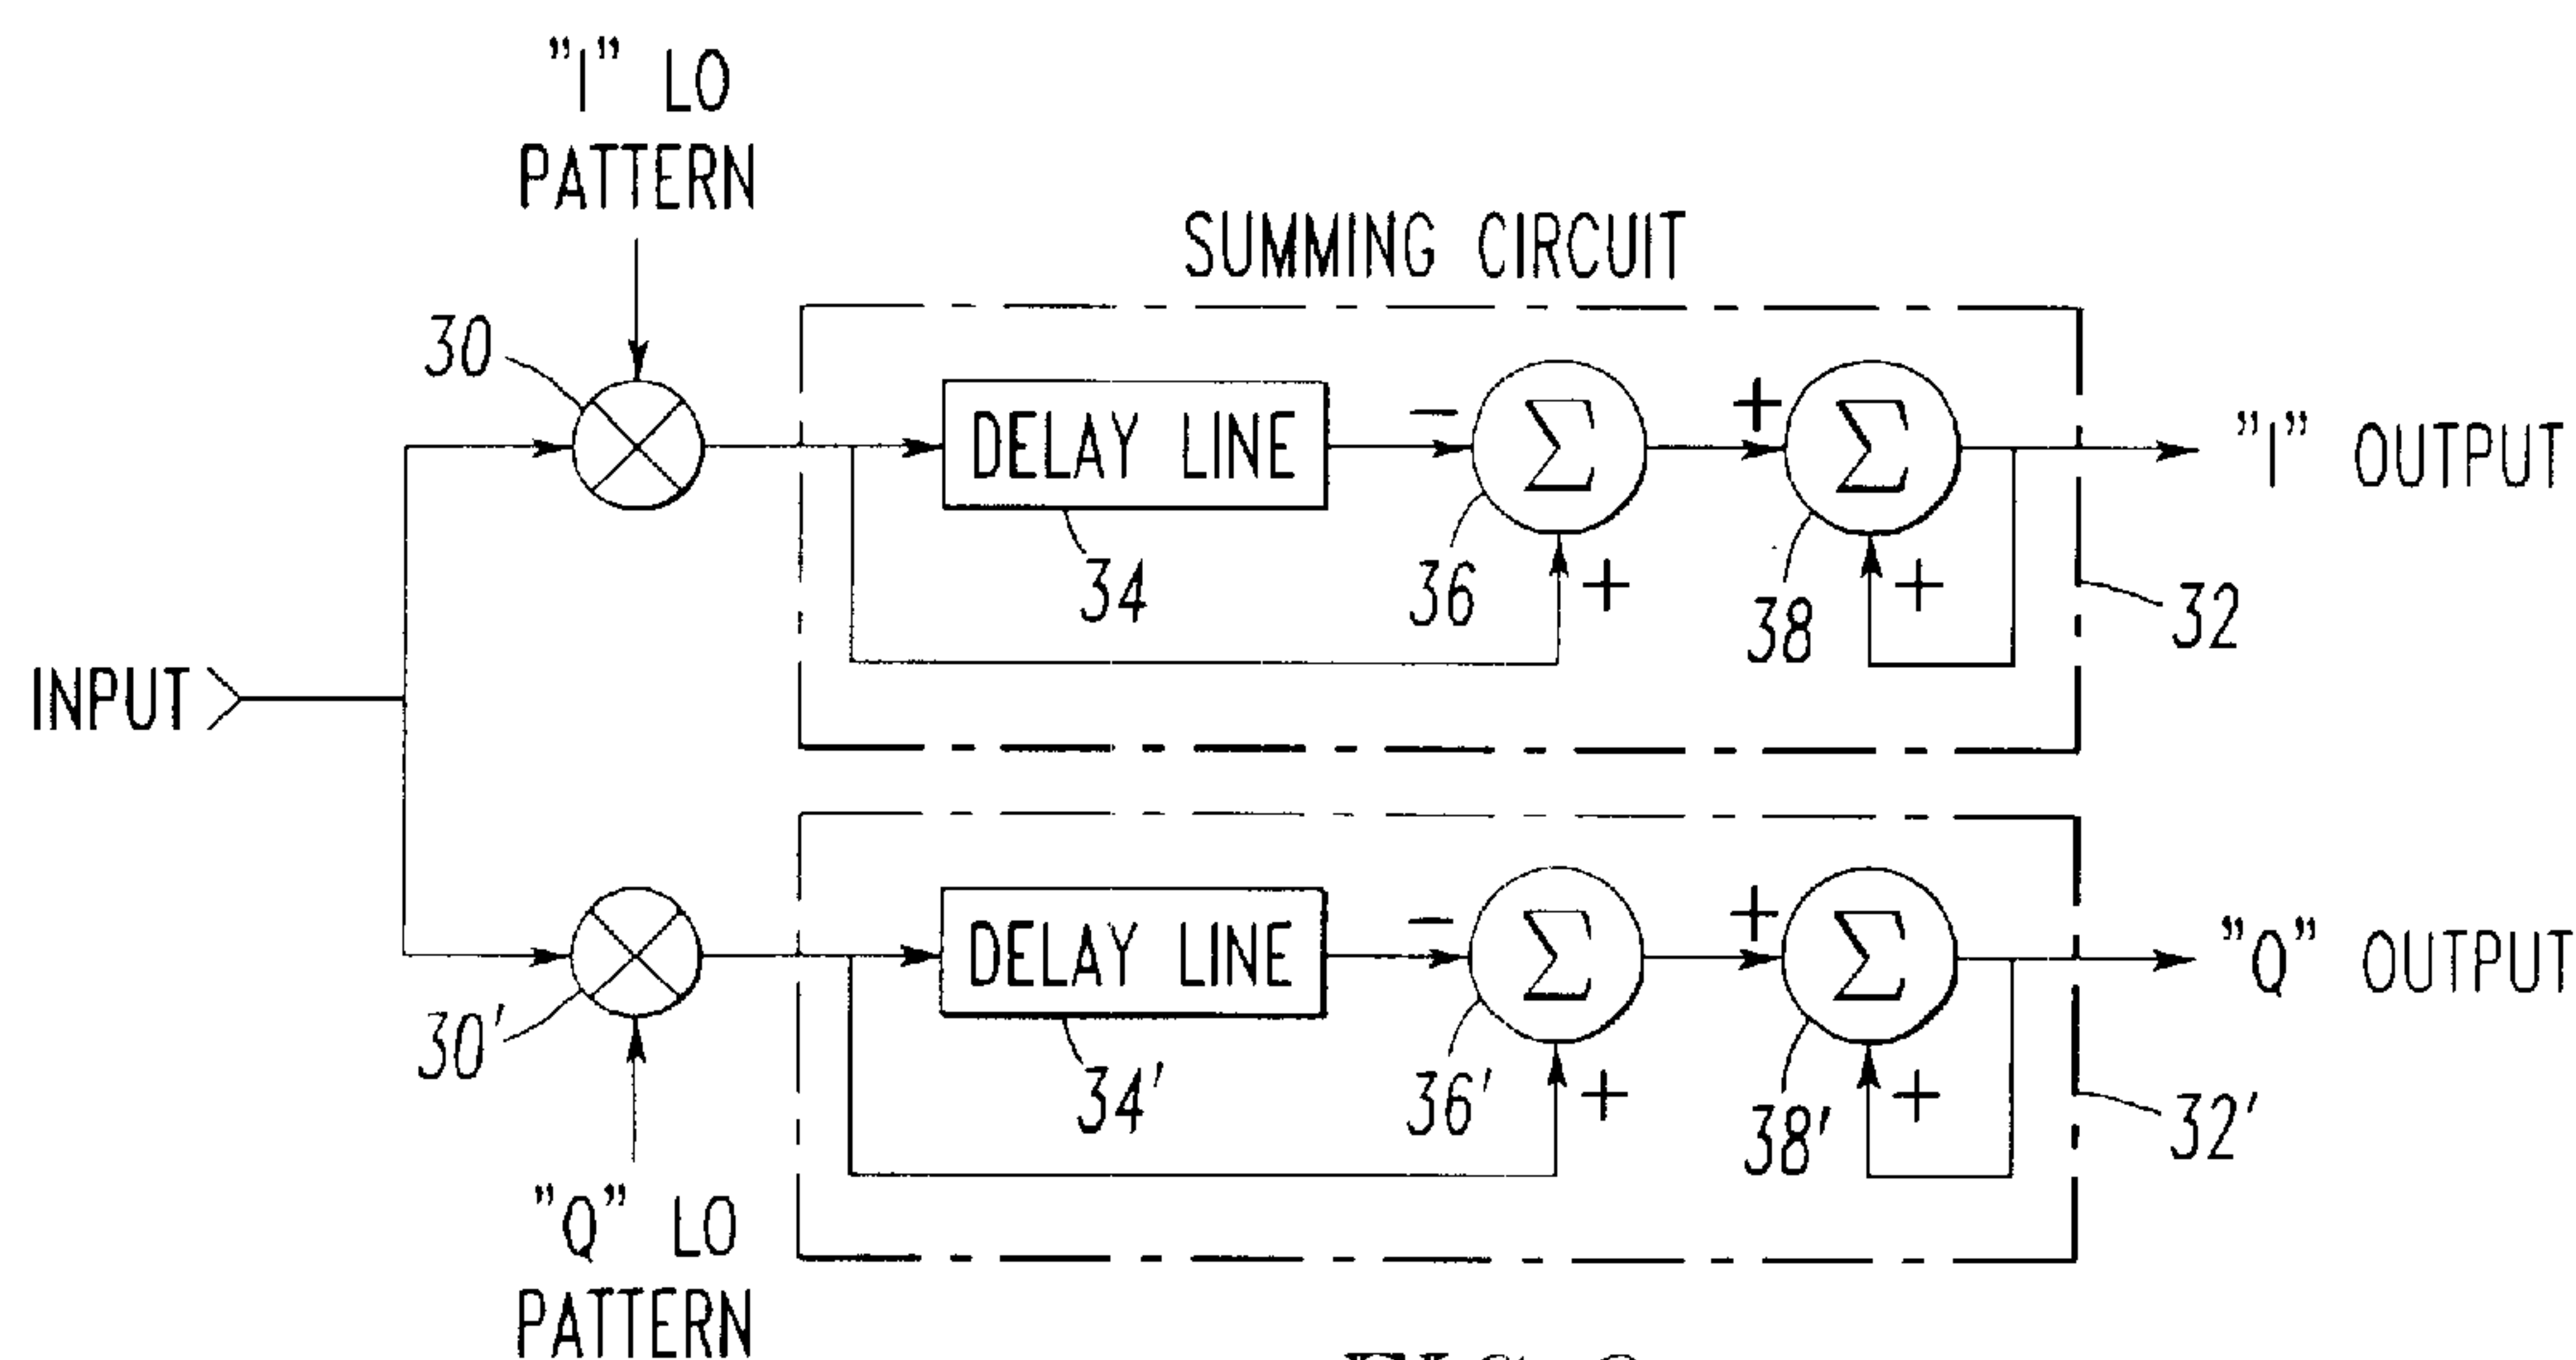 "I" LO
PATTERN
SUMMING CIRCUIT
30
DELAY LINE
−
Σ
+
Σ
"I" OUTPUT
34
36
+
38
+
32
INPUT
30'
DELAY LINE
−
Σ
+
Σ
"Q" OUTPUT
34'
36'
+
38'
+
32'
"Q" LO
PATTERN